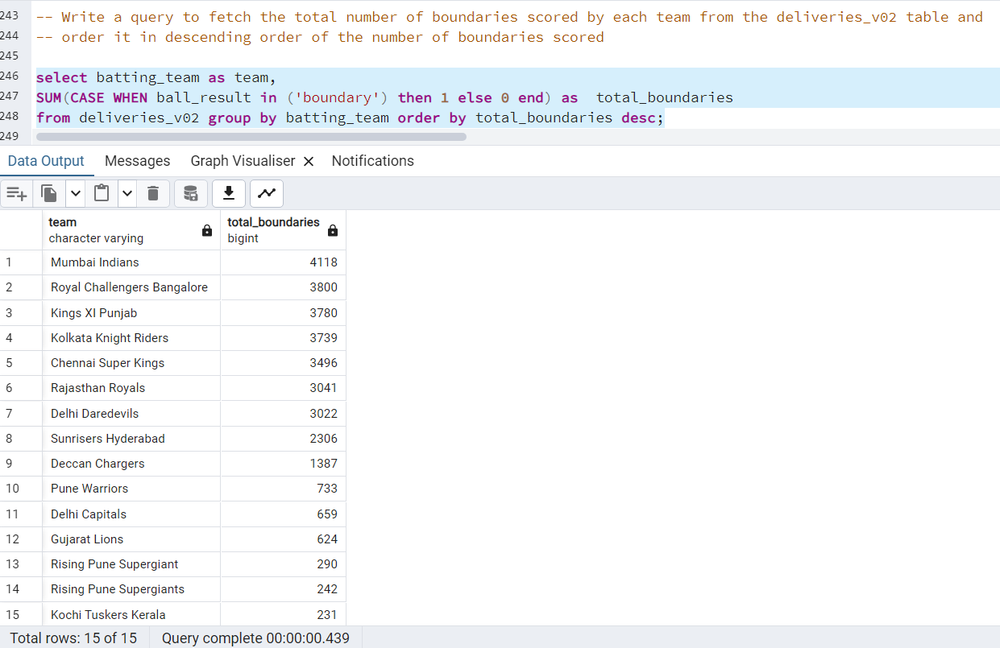 243 -- Write a query to fetch the total number of boundaries scored by each team from the deliveries_v02 table and
244 -- order it in descending order of the number of boundaries scored
245
246 select batting_team as team,
247 SUM(CASE WHEN ball_result in ('boundary') then 1 else 0 end) as  total_boundaries
248 from deliveries_v02 group by batting_team order by total_boundaries desc;
249
Data Output Messages Graph Visualiser Notifications
team total_boundaries
character varying bigint
1 Mumbai Indians 4118
2 Royal Challengers Bangalore 3800
3 Kings XI Punjab 3780
4 Kolkata Knight Riders 3739
5 Chennai Super Kings 3496
6 Rajasthan Royals 3041
7 Delhi Daredevils 3022
8 Sunrisers Hyderabad 2306
9 Deccan Chargers 1387
10 Pune Warriors 733
11 Delhi Capitals 659
12 Gujarat Lions 624
13 Rising Pune Supergiant 290
14 Rising Pune Supergiants 242
15 Kochi Tuskers Kerala 231
Total rows: 15 of 15 Query complete 00:00:00.439